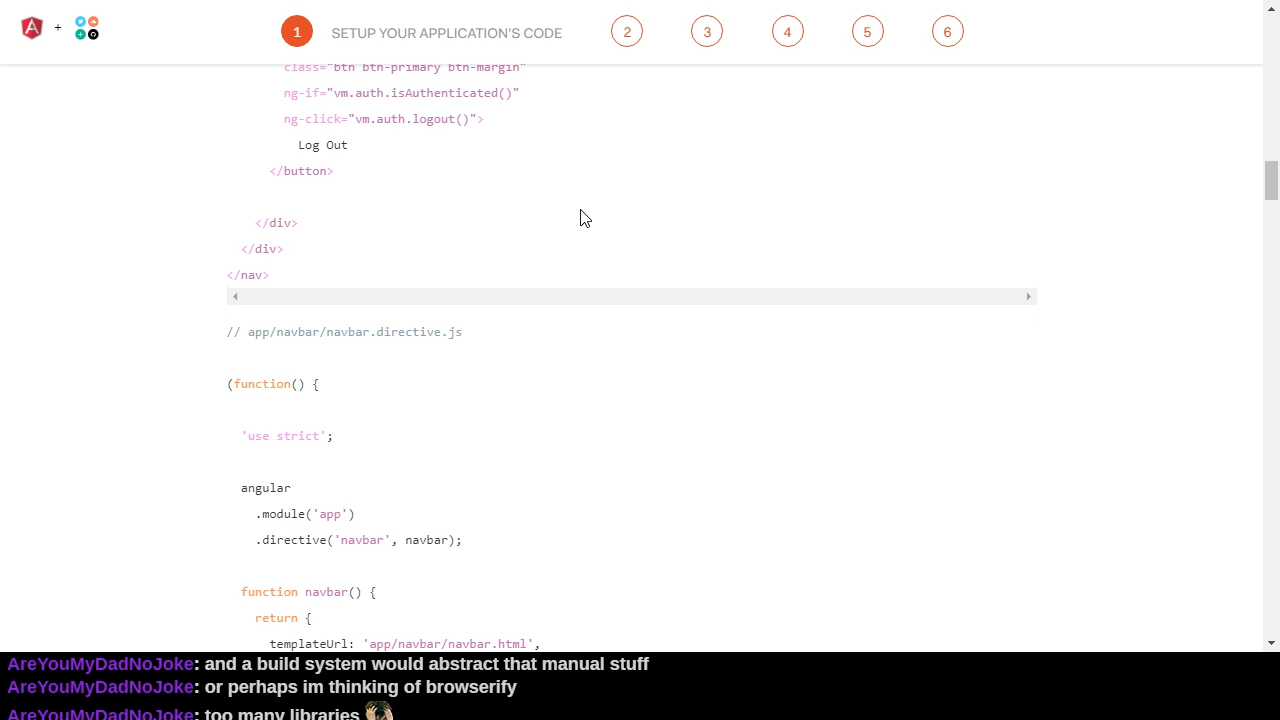 A
+
1
SETUP YOUR APPLICATION'S CODE
2
3
4
5
6
class="btn btn-primary btn-margin"
ng-if="vm.auth.isAuthenticated()"
ng-click="vm.auth.logout()">
Log Out
</button>
</div>
</div>
</nav>
// app/navbar/navbar.directive.js
(function() {
'use strict';
angular
.module('app')
.directive('navbar', navbar);
function navbar() {
return {
templateUrl: 'app/navbar/navbar.html',
AreYouMyDadNoJoke: and a build system would abstract that manual stuff
AreYouMyDadNoJoke: or perhaps im thinking of browserify
AreYouMyDadNoJoke: too many libraries